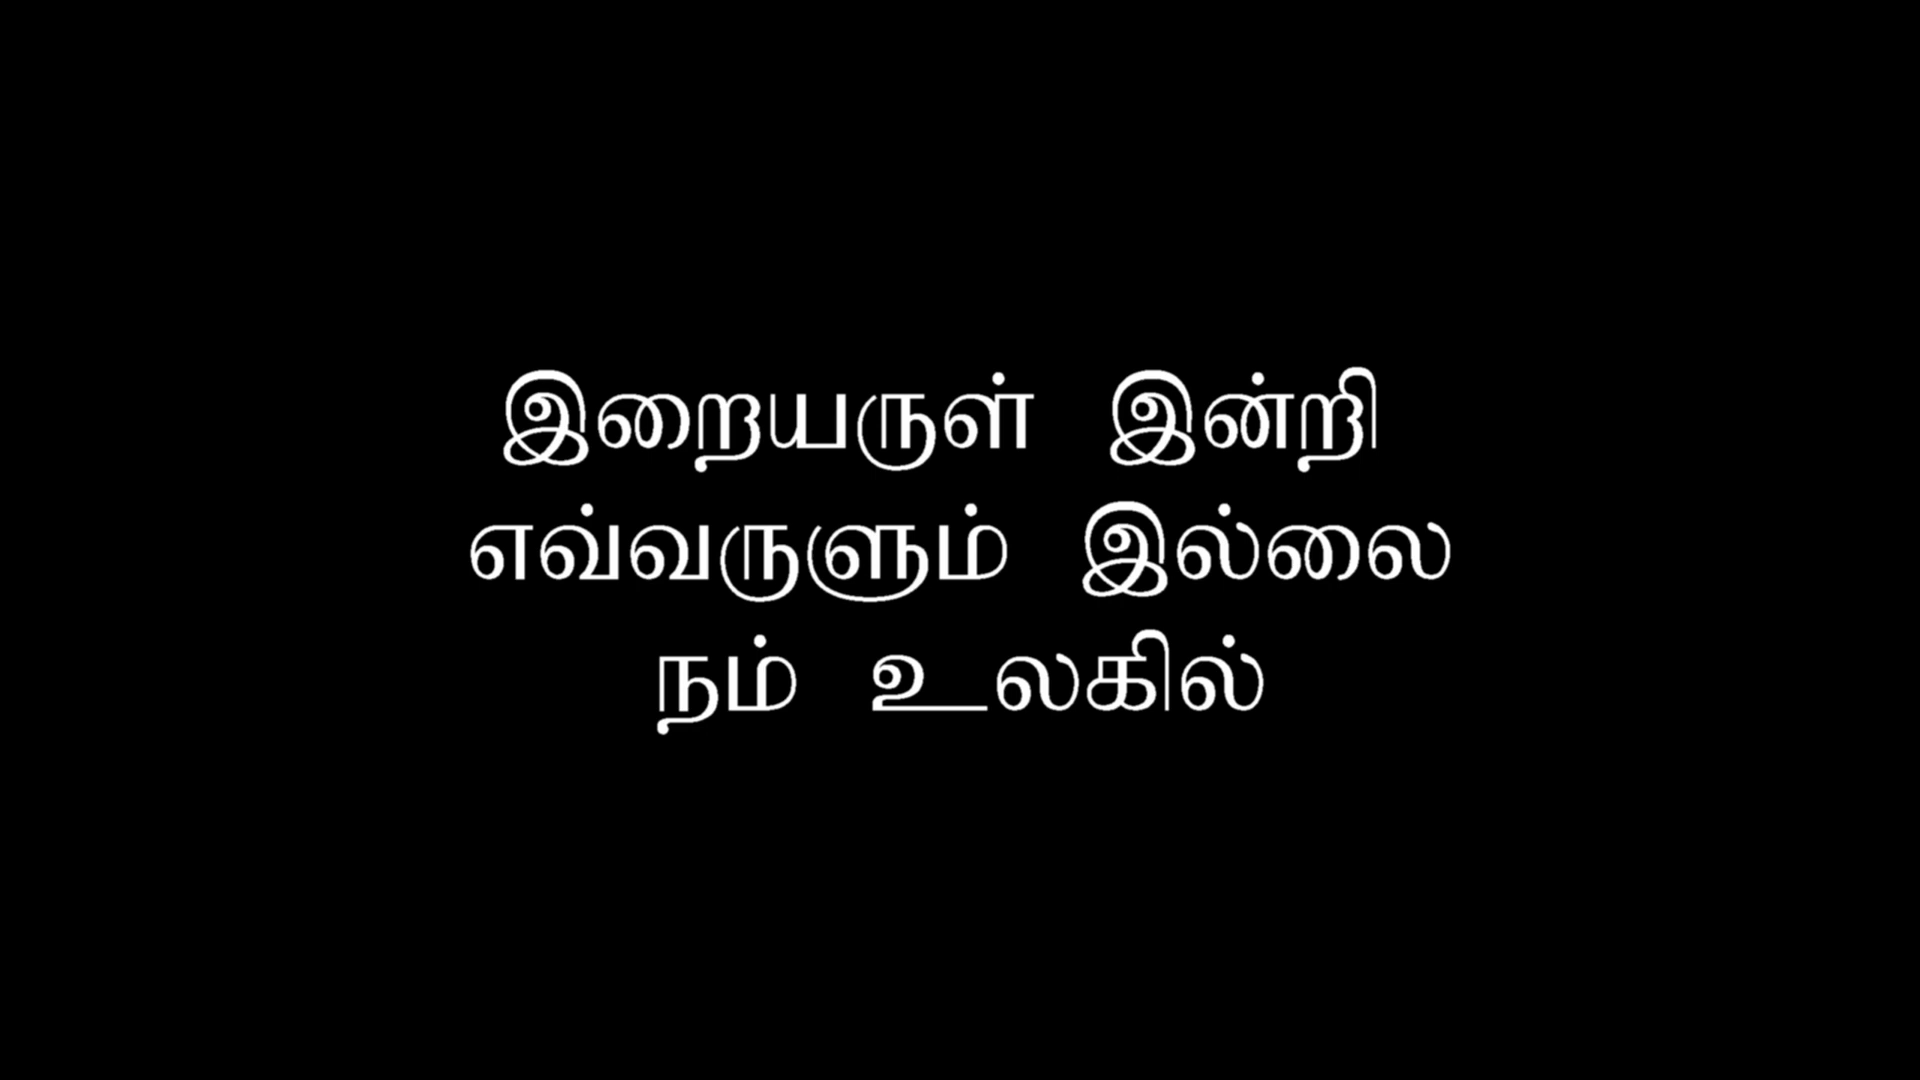 இறையருள் இன்றி
எவ்வருளும் இல்லை
நம் உலகில்